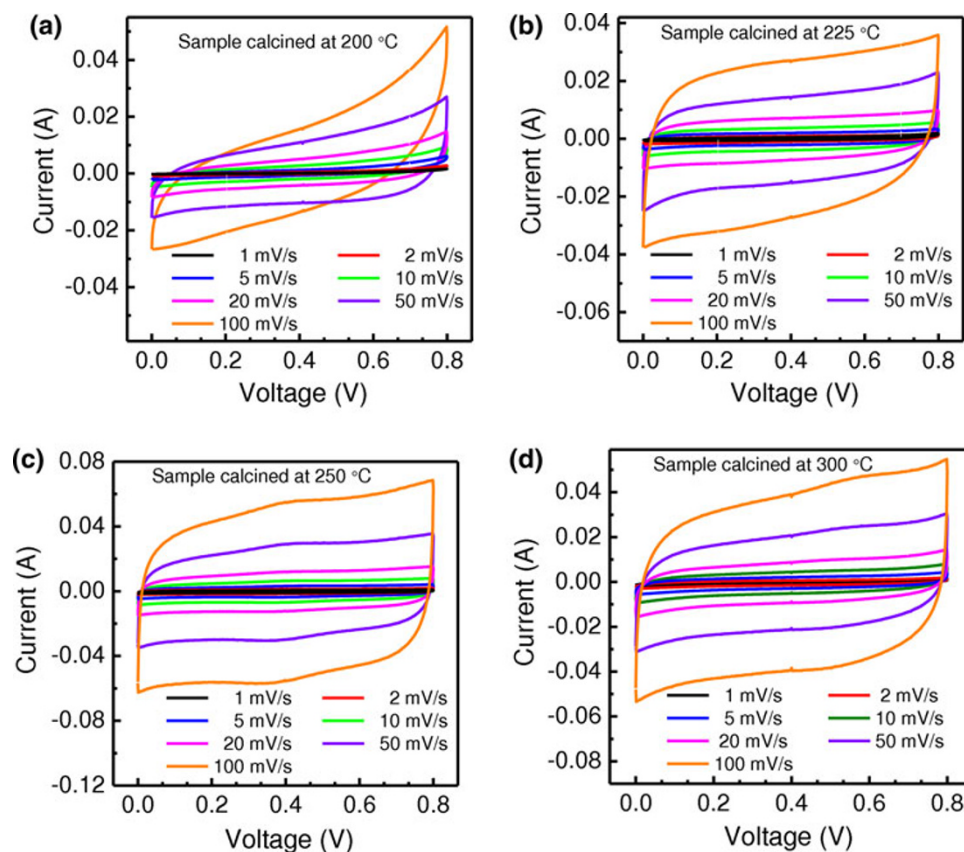 (a)
Sample calcined at 200 °C
0.04
0.02
0.00
-0.02
-0.04
Current (A)
1 mV/s 2 mV/s
5 mV/s 10 mV/s
20 mV/s 50 mV/s
100 mV/s
0.0 0.2 0.4 0.6 0.8
Voltage (V)
(b)
Sample calcined at 225 °C
0.04
0.02
0.00
-0.02
-0.04
-0.06
Current (A)
1 mV/s 2 mV/s
5 mV/s 10 mV/s
20 mV/s 50 mV/s
100 mV/s
0.0 0.2 0.4 0.6 0.8
Voltage (V)
(c)
Sample calcined at 250 °C
0.08
0.04
0.00
-0.04
-0.08
-0.12
Current (A)
1 mV/s 2 mV/s
5 mV/s 10 mV/s
20 mV/s 50 mV/s
100 mV/s
0.0 0.2 0.4 0.6 0.8
Voltage (V)
(d)
Sample calcined at 300 °C
0.04
0.02
0.00
-0.02
-0.04
-0.06
-0.08
Current (A)
1 mV/s 2 mV/s
5 mV/s 10 mV/s
20 mV/s 50 mV/s
100 mV/s
0.0 0.2 0.4 0.6 0.8
Voltage (V)